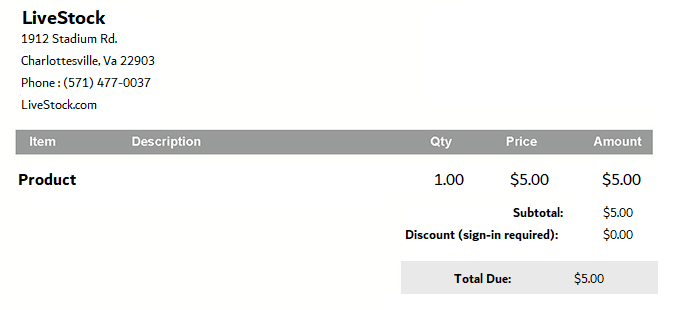 LiveStock
1912 Stadium Rd.
Charlottesville, Va 22903
Phone : (571) 477-0037
LiveStock.com
Item Description Qty Price Amount
Product 1.00 $5.00 $5.00
Subtotal: $5.00
Discount (sign-in required): $0.00
Total Due: $5.00